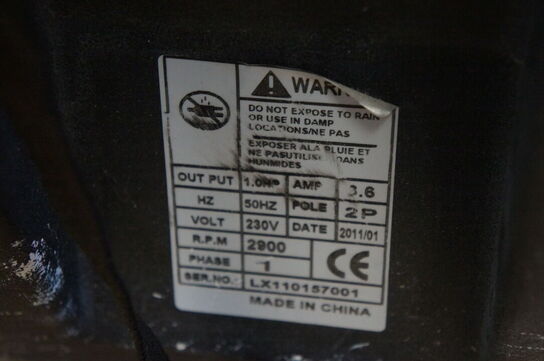 WARN
DO NOT EXPOSE TO RAIN
OR USE IN DAMP
LOCATIONS/NE PAS
EXPOSER ALA PLUIE ET
NE PASUTILISE DANS
HUNMIDES
OUT PUT 1.0HP AMP 3.6
HZ 50HZ POLE 2P
VOLT 230V DATE 2011/01
R.P.M 2900
PHASE 1 CE
SER.NO.: LX110157001
MADE IN CHINA